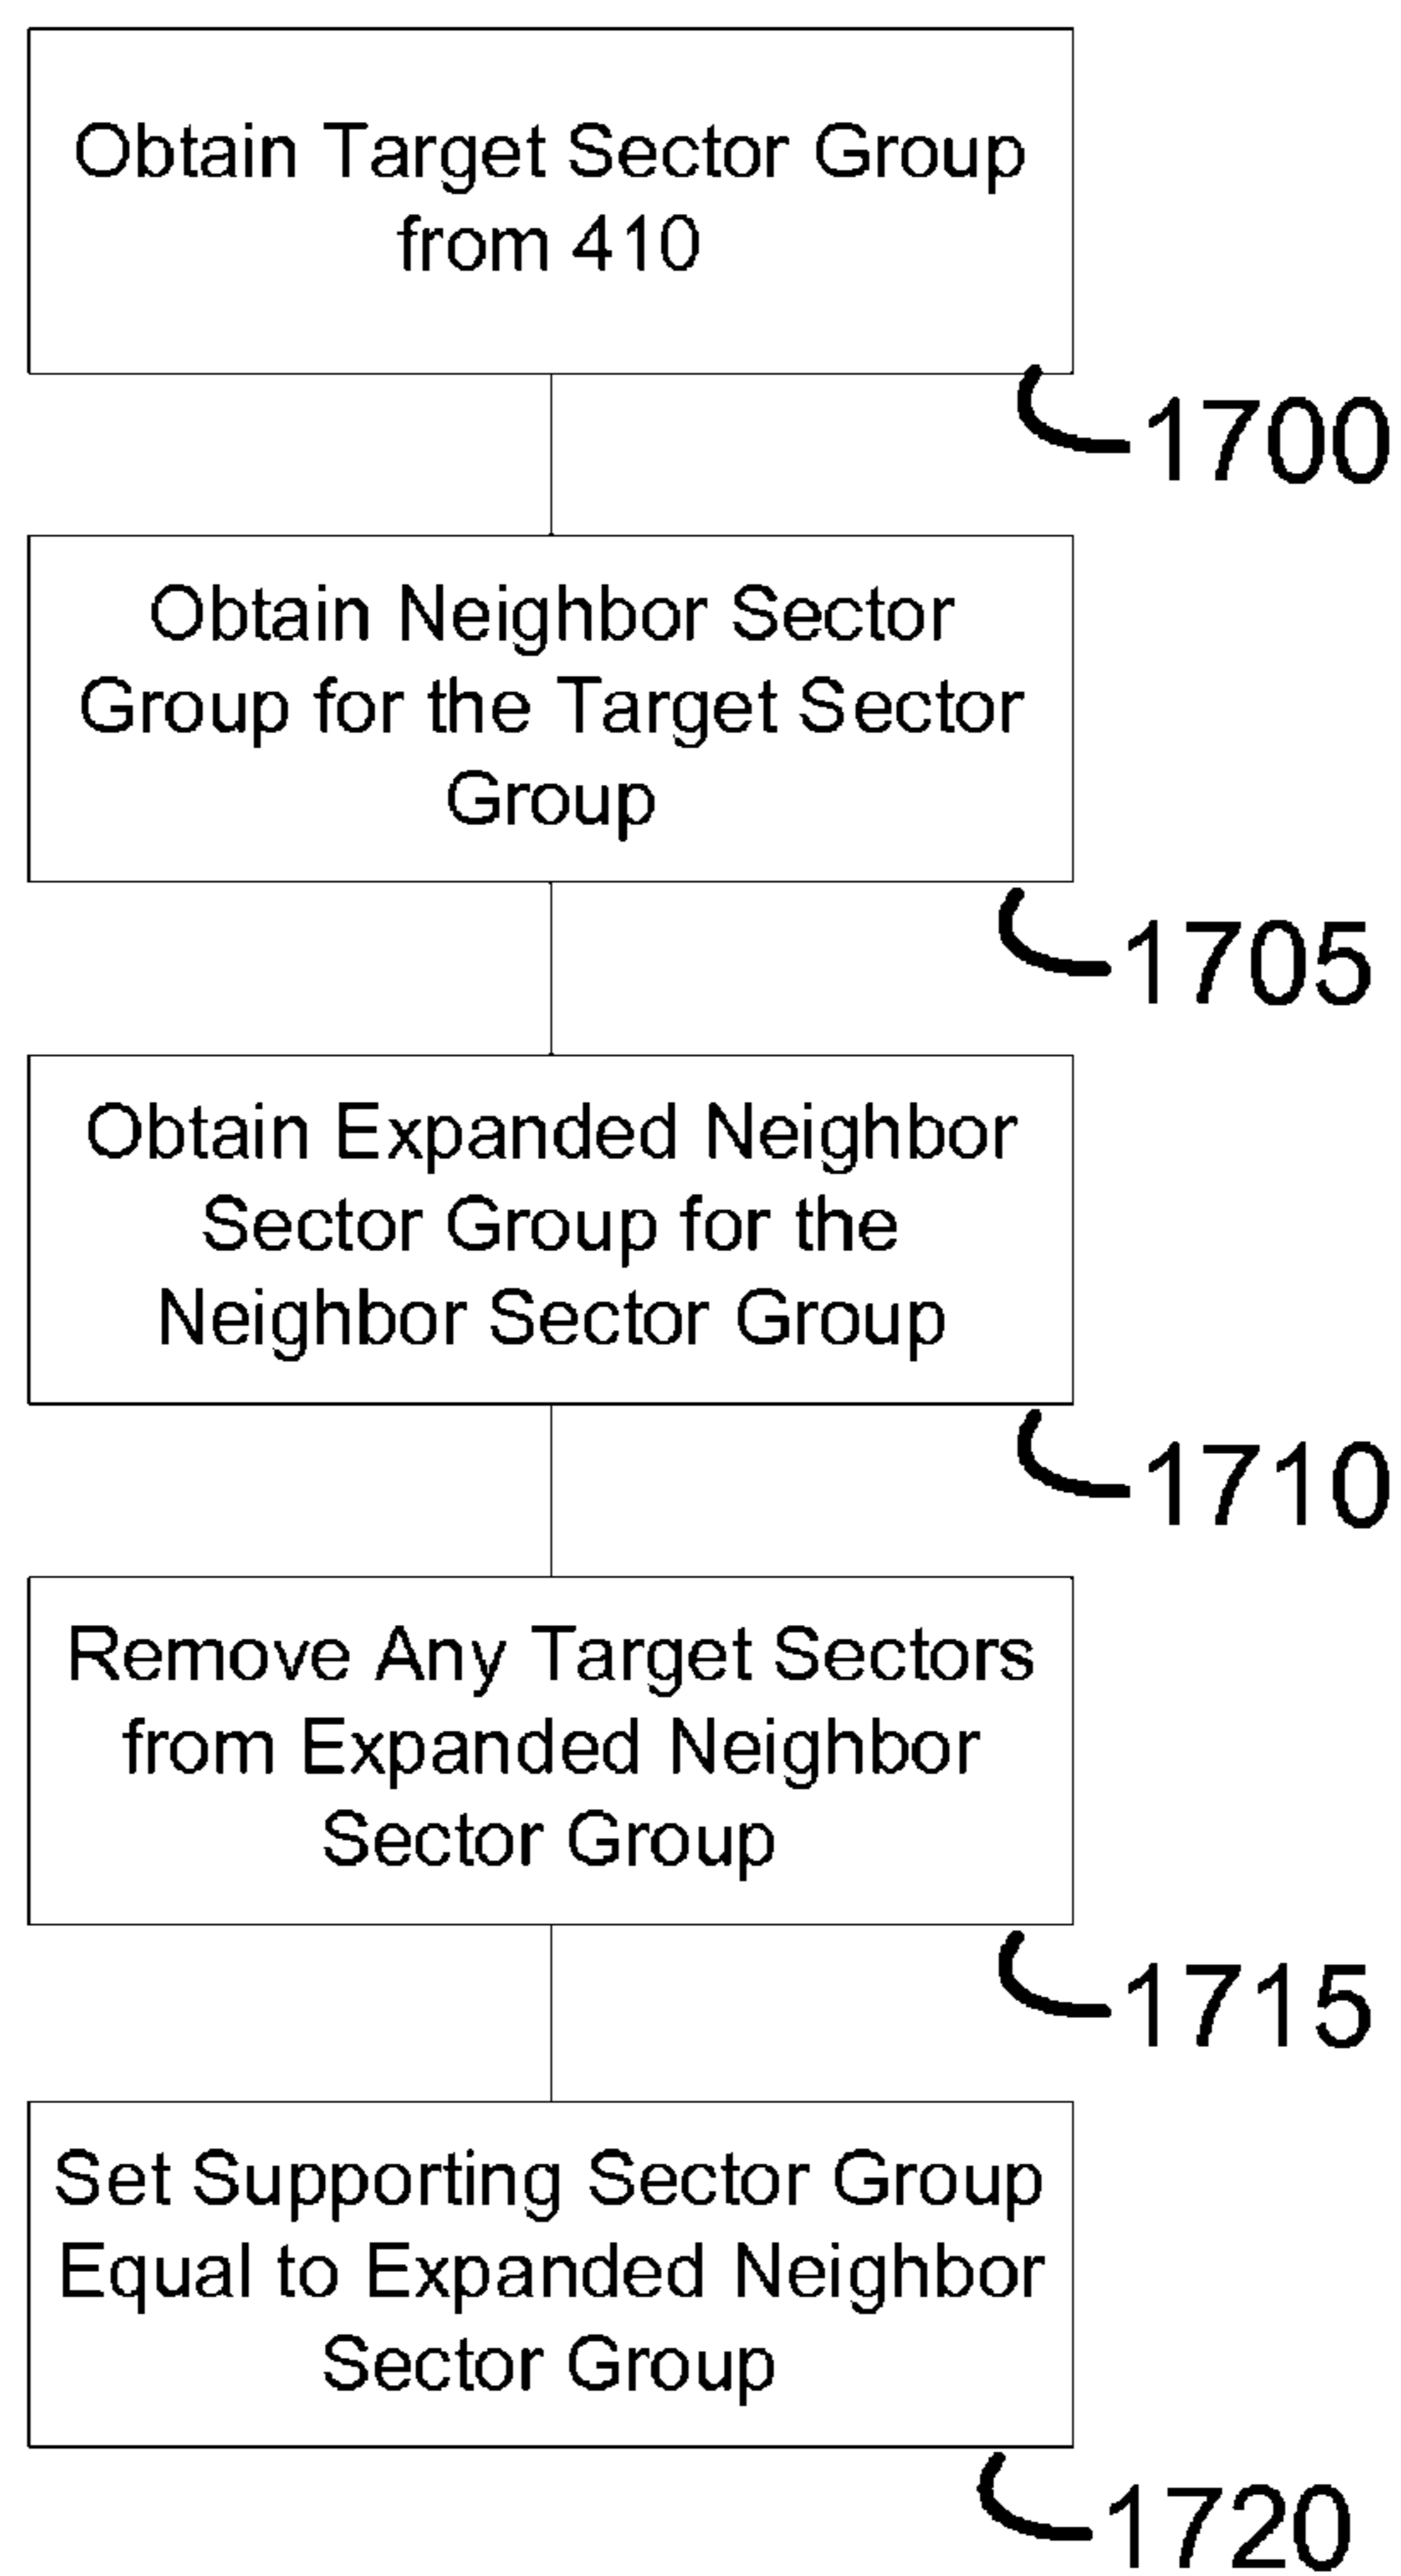 Obtain Target Sector Group
from 410
1700
Obtain Neighbor Sector
Group for the Target Sector
Group
1705
Obtain Expanded Neighbor
Sector Group for the
Neighbor Sector Group
1710
Remove Any Target Sectors
from Expanded Neighbor
Sector Group
1715
Set Supporting Sector Group
Equal to Expanded Neighbor
Sector Group
1720